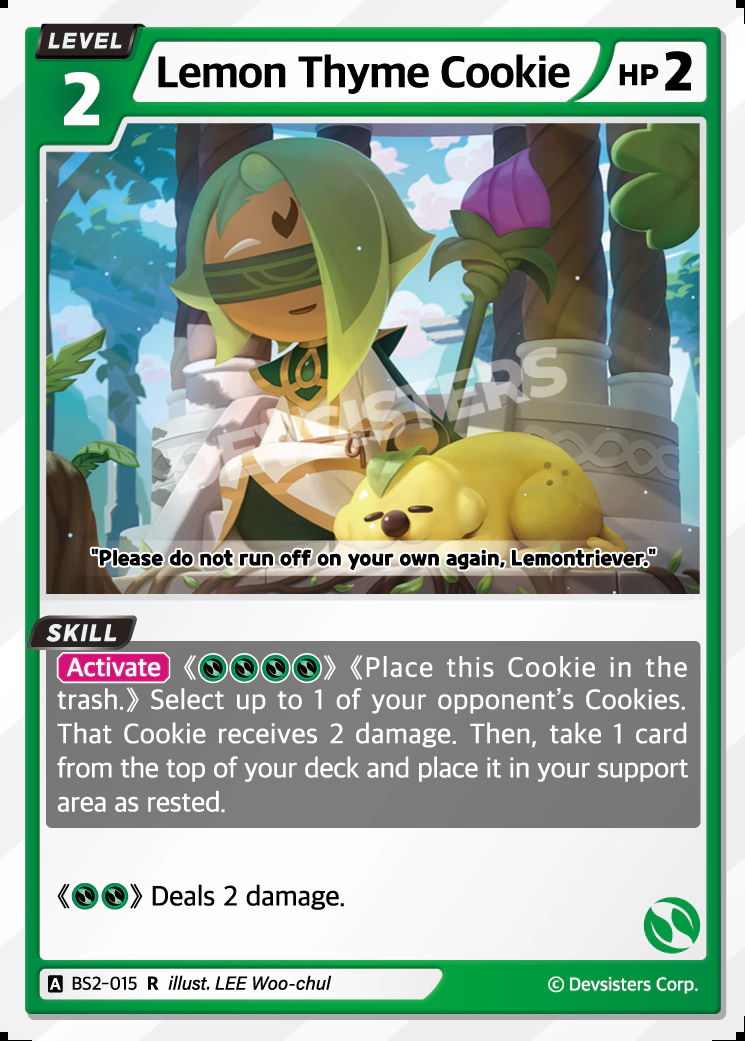 LEVEL
2
Lemon Thyme Cookie
HP 2
DEVSISTERS
"Please do not run off on your own again, Lemontriever."
SKILL
Activate 《》 《Place this Cookie in the
trash.》 Select up to 1 of your opponent's Cookies.
That Cookie receives 2 damage. Then, take 1 card
from the top of your deck and place it in your support
area as rested.
《》 Deals 2 damage.
A BS2-015 R illust. LEE Woo-chul
© Devsisters Corp.